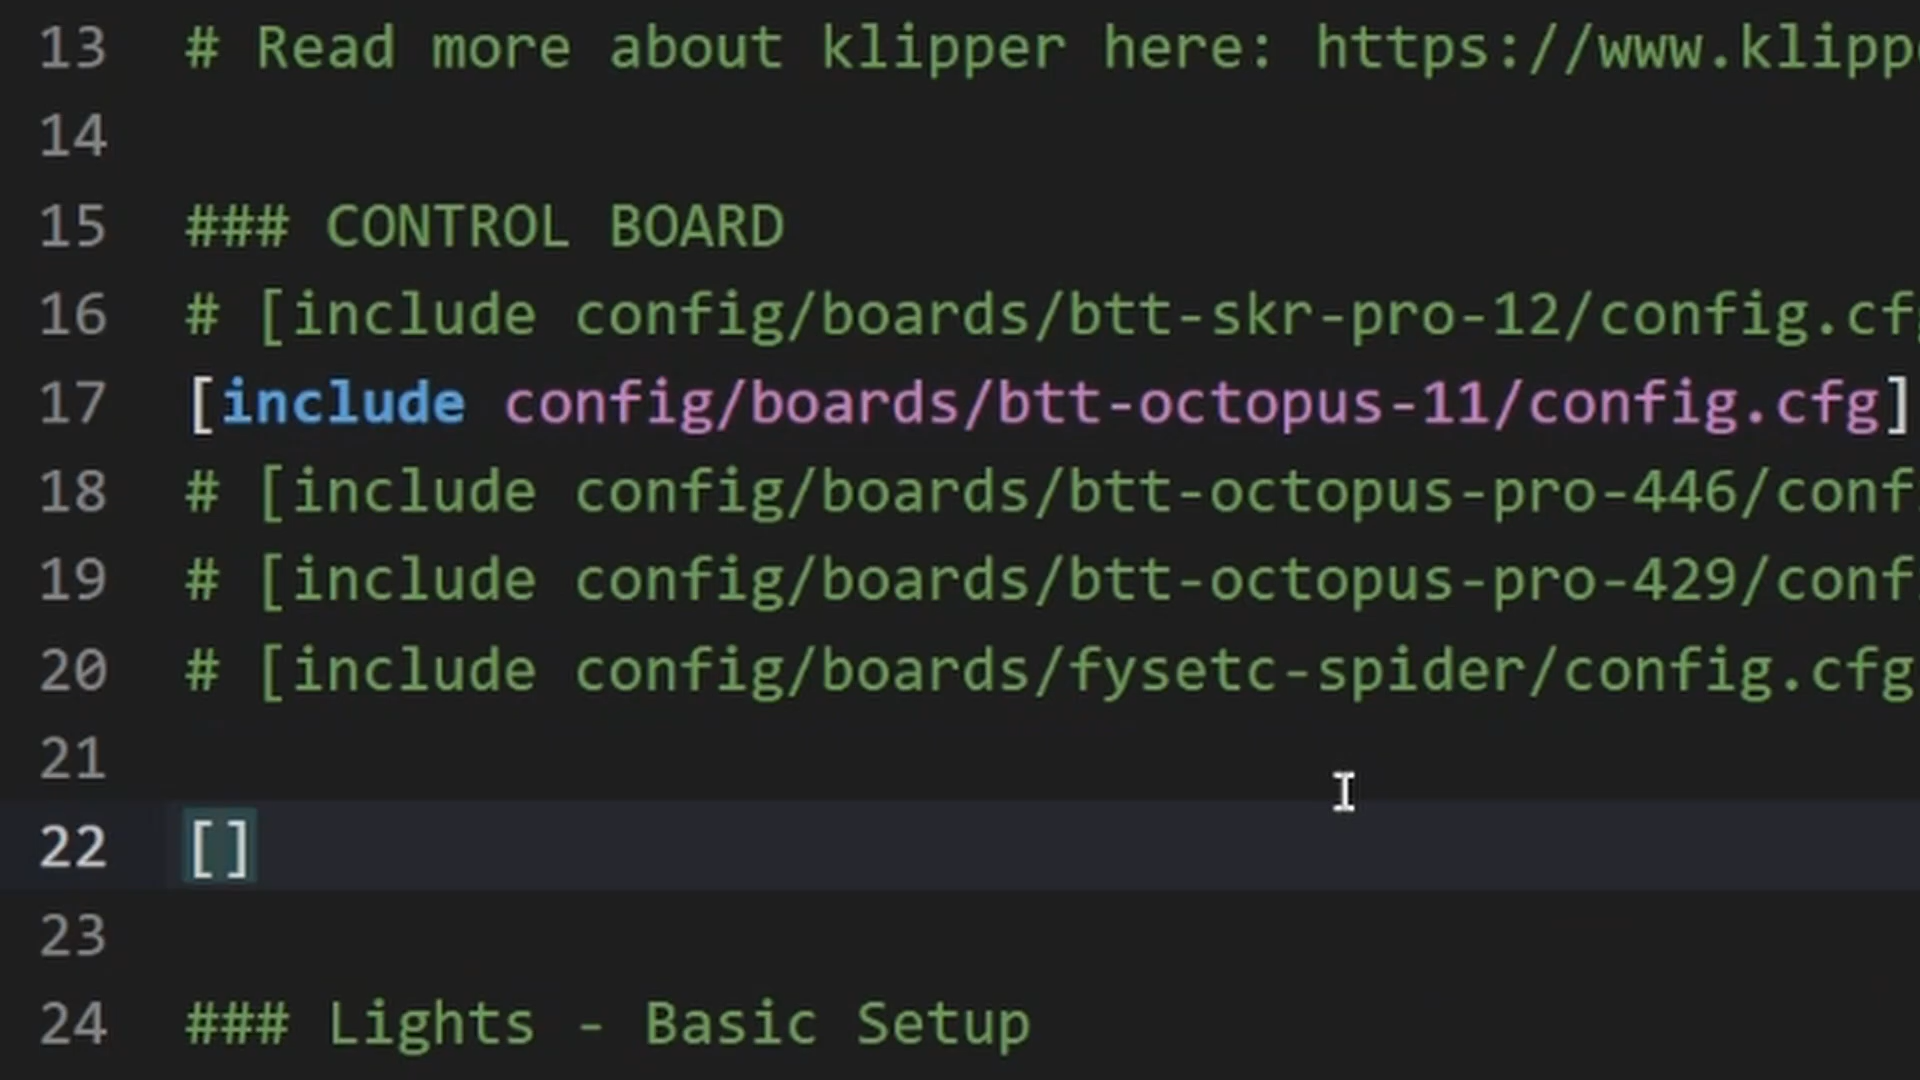 13 # Read more about klipper here: https://www.klipp
14
15 ### CONTROL BOARD
16 # [include config/boards/btt-skr-pro-12/config.cf
17 [include config/boards/btt-octopus-11/config.cfg]
18 # [include config/boards/btt-octopus-pro-446/conf
19 # [include config/boards/btt-octopus-pro-429/conf
20 # [include config/boards/fysetc-spider/config.cfg
21
22 []
23
24 ### Lights - Basic Setup